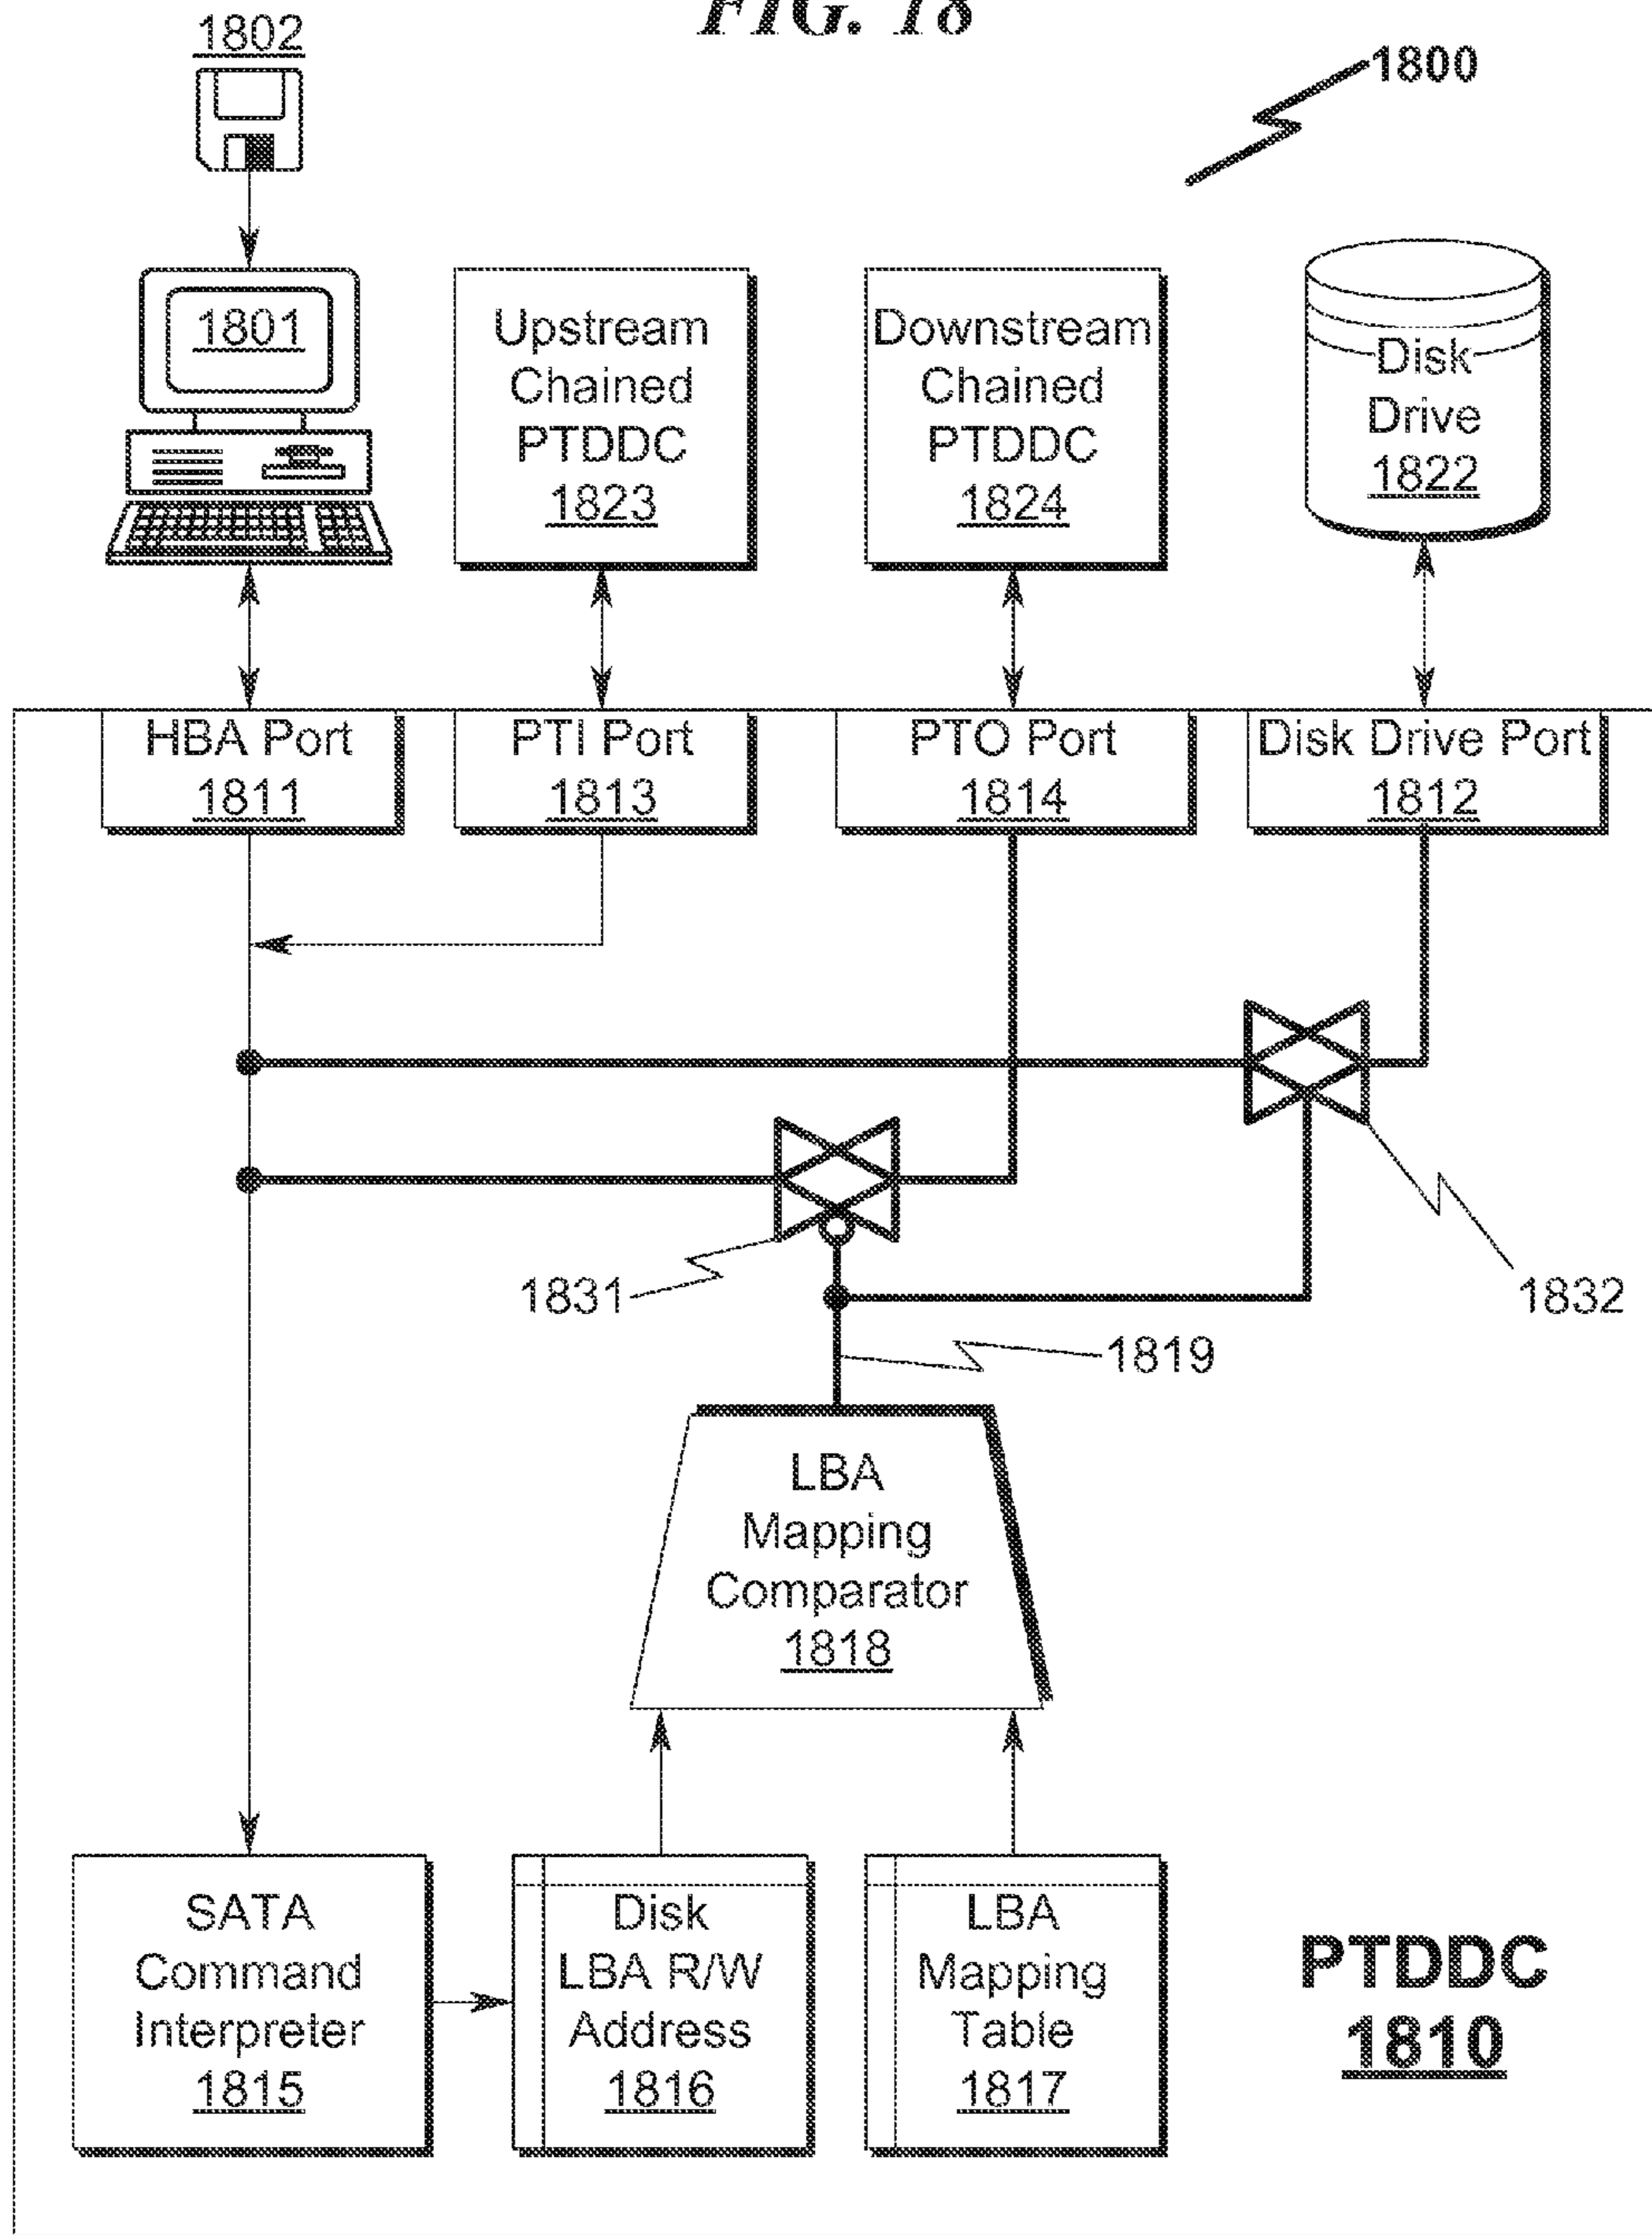 FIG. 18
1802
1800
1801
Upstream
Chained
PTDDC
1823
Downstream
Chained
PTDDC
1824
Disk
Drive
1822
HBA Port
1811
PTI Port
1813
PTO Port
1814
Disk Drive Port
1812
1831
1832
1819
LBA
Mapping
Comparator
1818
SATA
Command
Interpreter
1815
Disk
LBA R/W
Address
1816
LBA
Mapping
Table
1817
PTDDC
1810